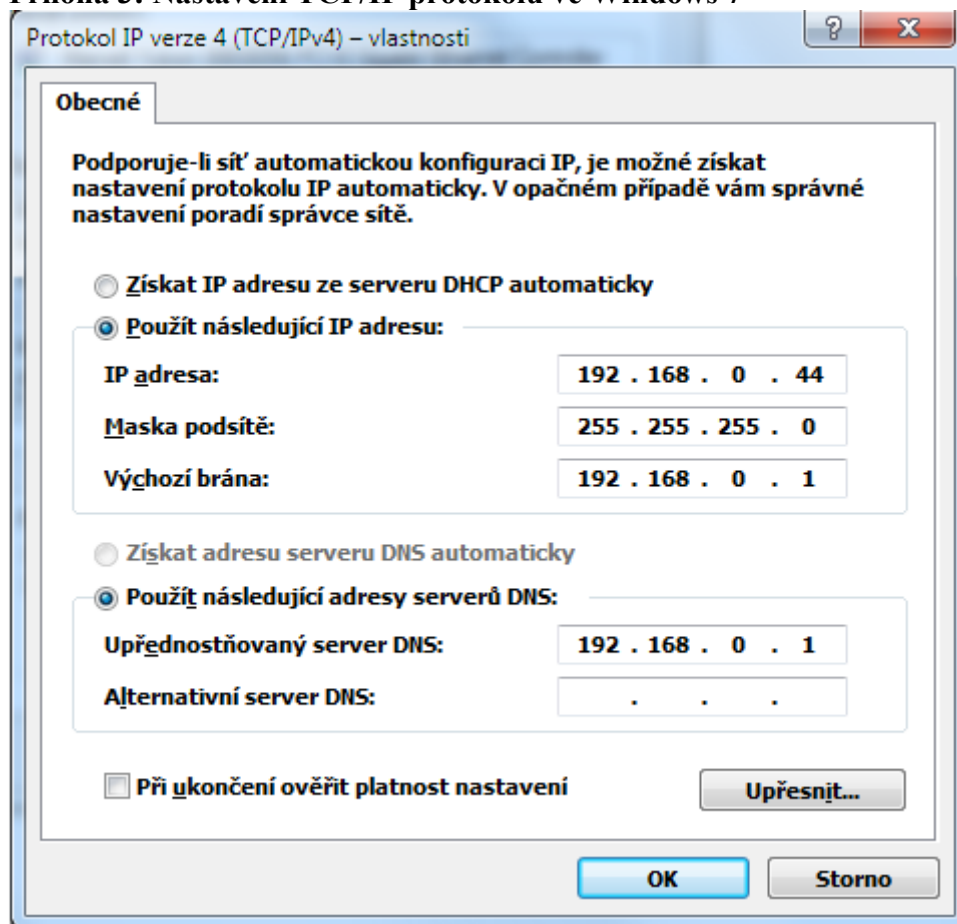 Příloha 3: Nastavení TCP/IP protokolu ve Windows 7
Protokol IP verze 4 (TCP/IPv4) – vlastnosti
Obecné
Podporuje-li síť automatickou konfiguraci IP, je možné získat
nastavení protokolu IP automaticky. V opačném případě vám správné
nastavení poradí správce sítě.
Získat IP adresu ze serveru DHCP automaticky
Použít následující IP adresu:
IP adresa: 192 . 168 . 0 . 44
Maska podsítě: 255 . 255 . 255 . 0
Výchozí brána: 192 . 168 . 0 . 1
Získat adresu serveru DNS automaticky
Použít následující adresy serverů DNS:
Upřednostňovaný server DNS: 192 . 168 . 0 . 1
Alternativní server DNS: . . .
Při ukončení ověřit platnost nastavení
Upřesnit...
OK
Storno